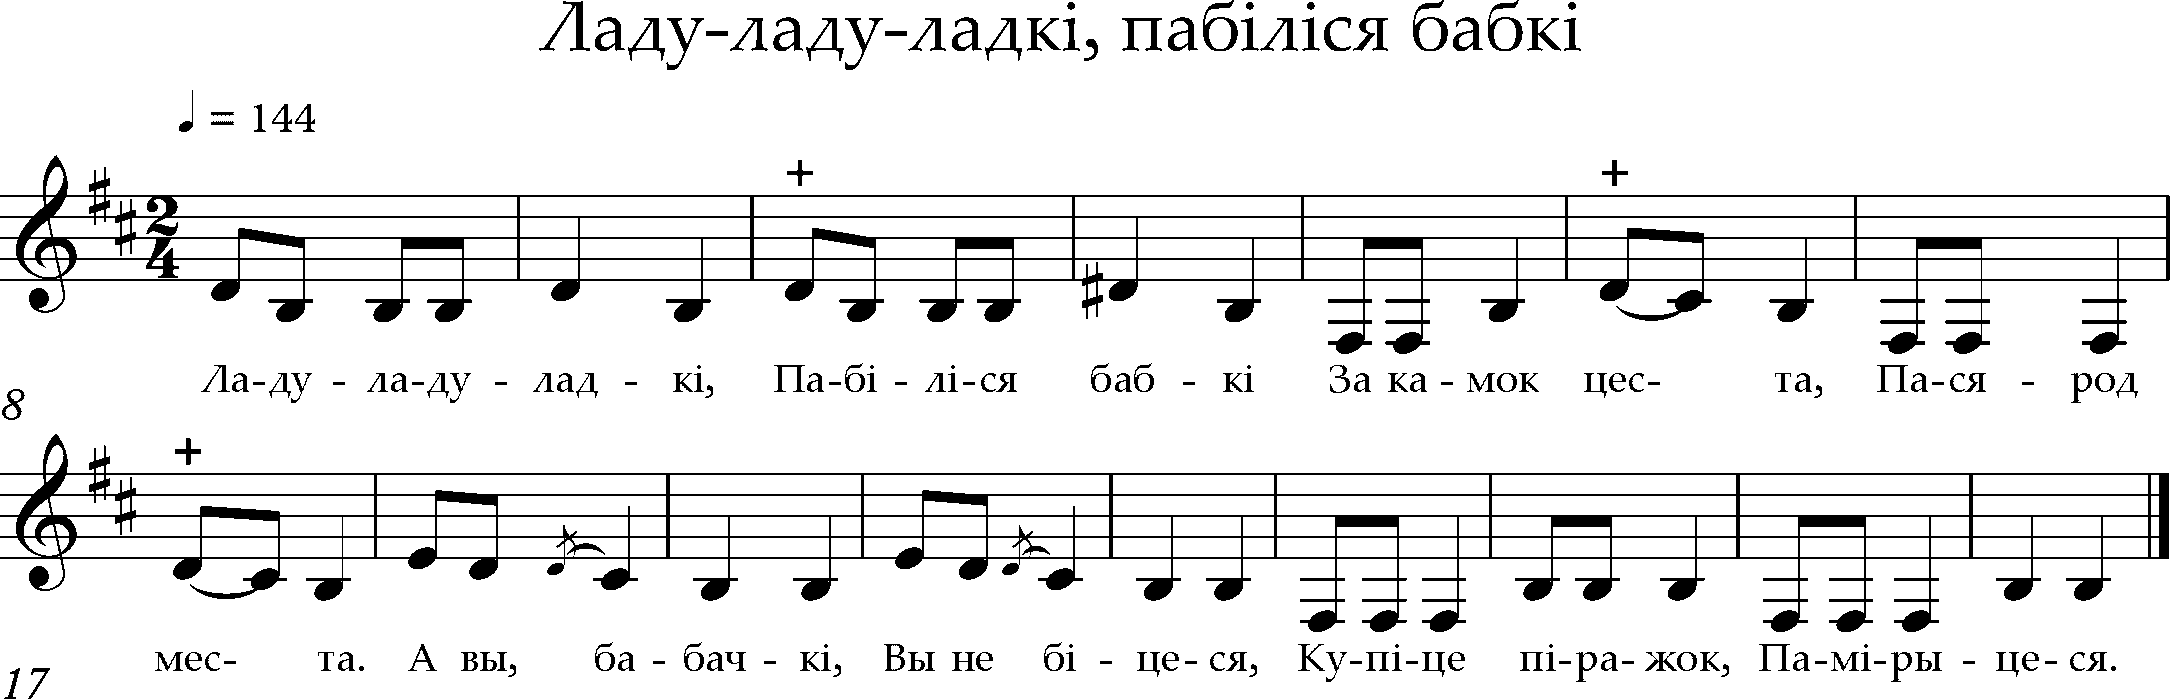 Ладу-ладу-ладкі, пабіліся бабкі
♩ = 144
2/4
+ +
Ла-ду - ла-ду - лад - кі, Па-бі - лі-ся баб - кі За ка - мок цес- та, Па-ся - род
8
+
мес- та. А вы, ба - бач - кі, Вы не бі - це - ся, Ку-пі-це пі-ра- жок, Па-мі-ры - це- ся.
17